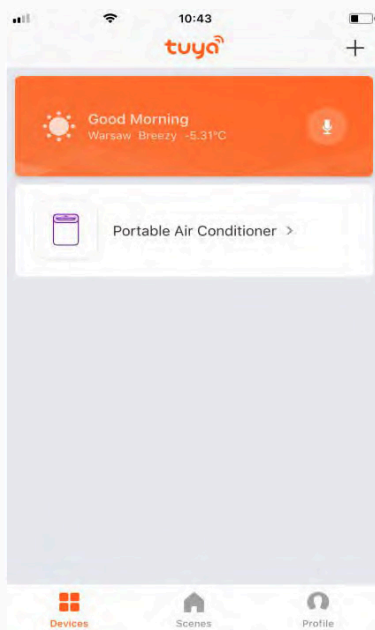 10:43
tuya
+
Good Morning
Warsaw Breezy -5.31°C
Portable Air Conditioner >
Devices Scenes Profile